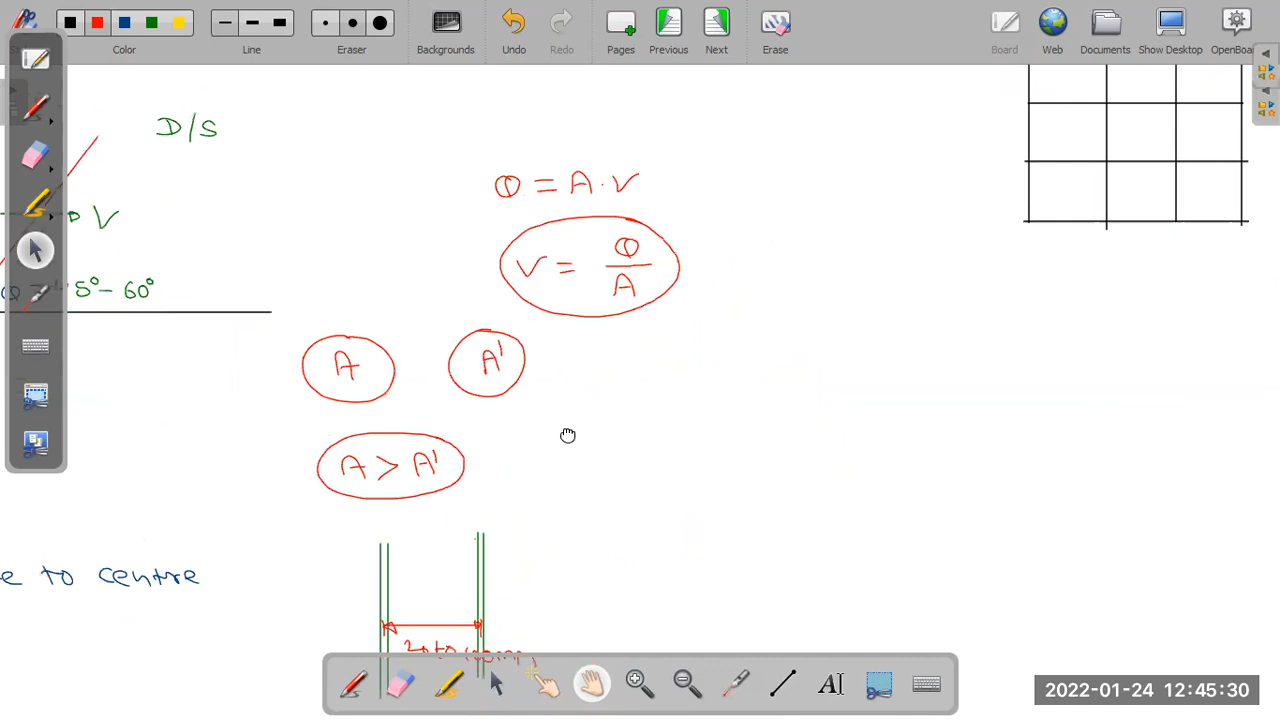 Color
Line
Eraser
Backgrounds
Undo
Redo
Pages
Previous
Next
Erase
Board
Web
Documents
Show Desktop
OpenBoa
D/S
V
5° - 60°
Q = A . V
V = Q / A
A
A'
A > A'
e to centre
2022-01-24 12:45:30